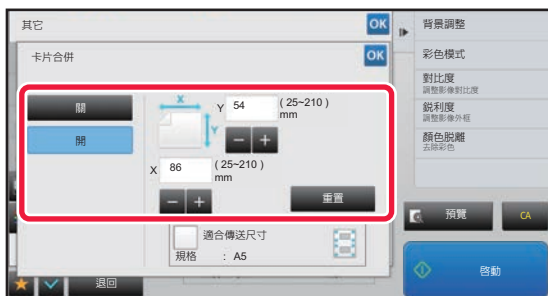 其它
OK
卡片合併
OK
關
開
X
Y
Y 54 ( 25~210 ) mm
X 86 ( 25~210 ) mm
重置
適合傳送尺寸
規格 : A5
退回
背景調整
彩色模式
對比度
調整影像對比度
銳利度
調整影像外框
顏色脱離
去除彩色
預覽
CA
啓動